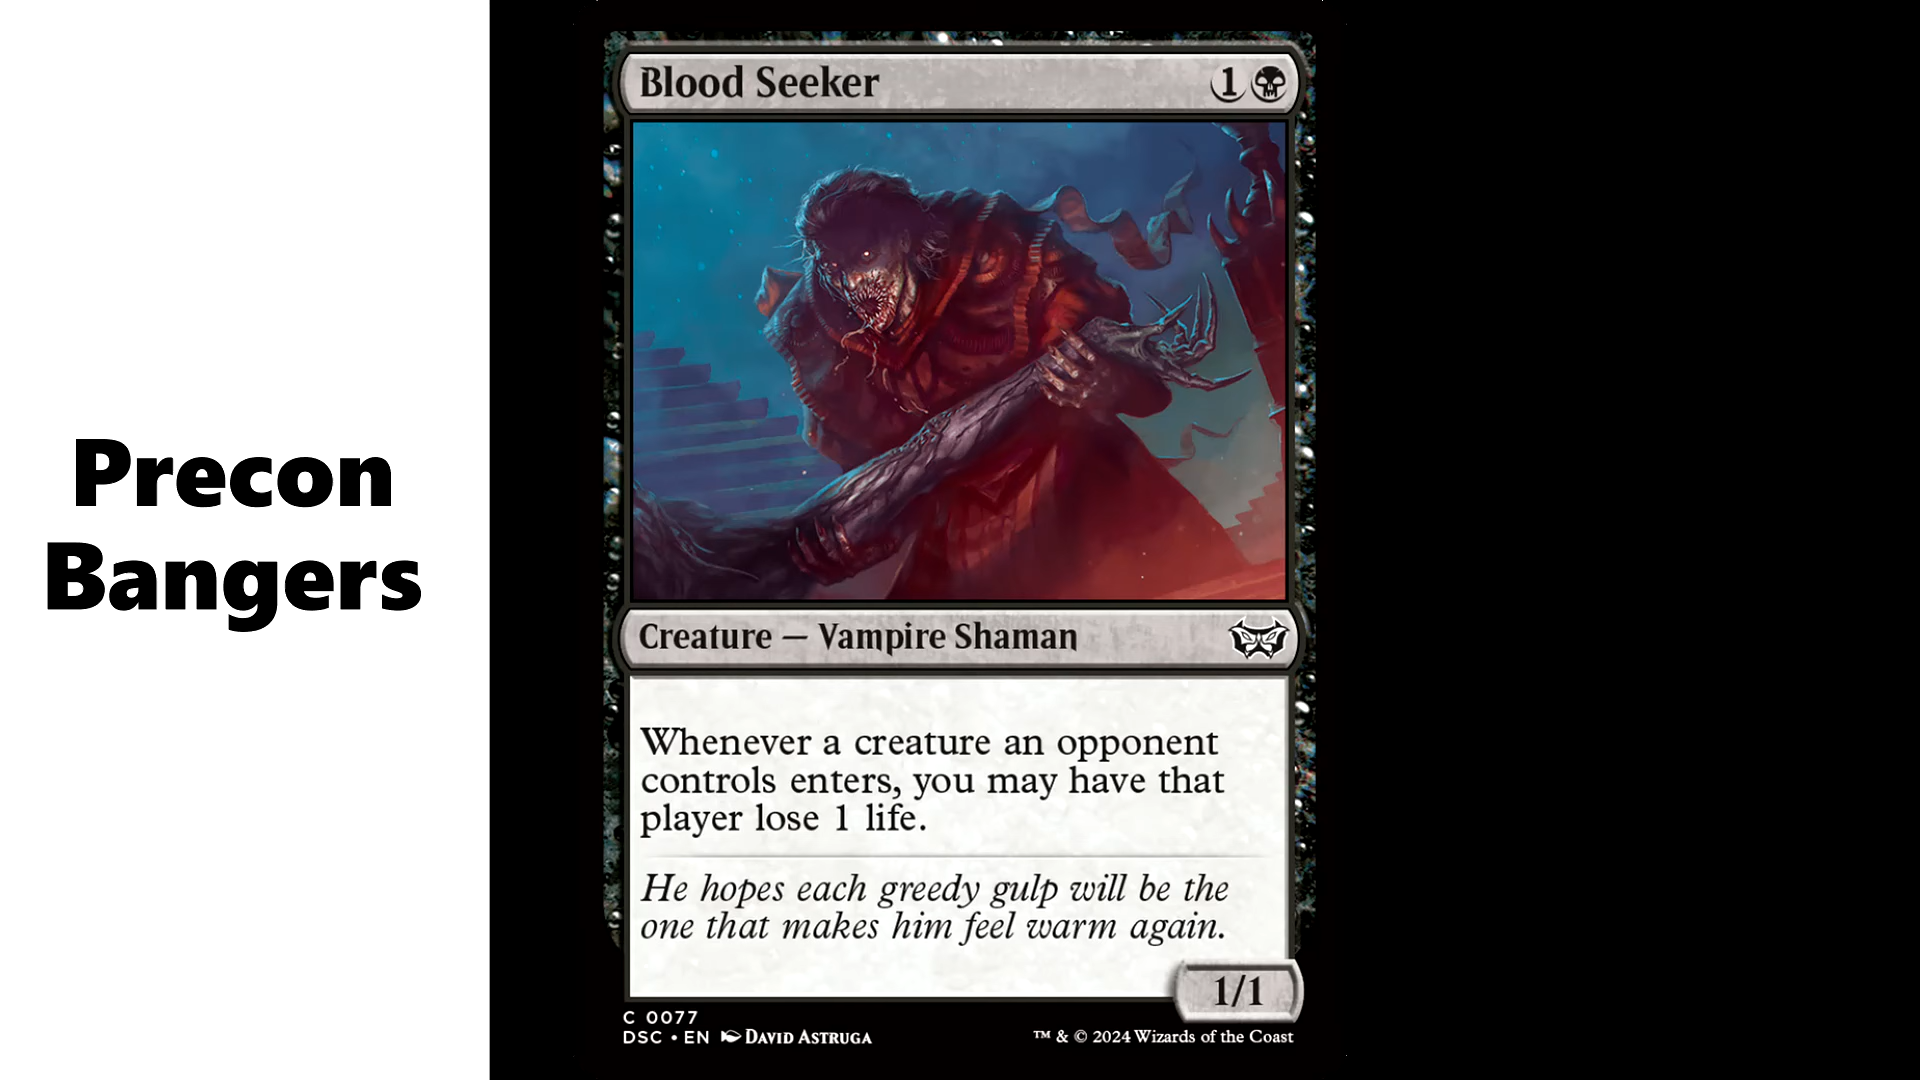 Precon
Bangers
Blood Seeker 1
Creature — Vampire Shaman
Whenever a creature an opponent
controls enters, you may have that
player lose 1 life.
He hopes each greedy gulp will be the
one that makes him feel warm again.
1/1
C 0077
DSC • EN DAVID ASTRUGA
™ & © 2024 Wizards of the Coast